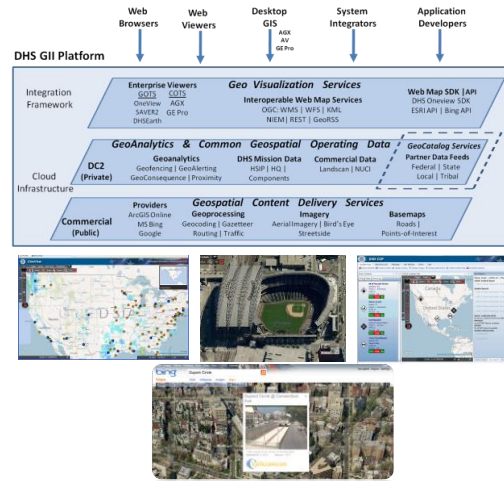 Web Browsers
Web Viewers
Desktop GIS
AGX
AV
GE Pro
System Integrators
Application Developers
DHS GII Platform
Integration Framework
Geo Visualization Services
Enterprise Viewers
GOTS COTS
OneView AGX
SAVER2 GE Pro
DHSEarth
Interoperable Web Map Services
OGC: WMS | WFS | KML
NIEM | REST | GeoRSS
Web Map SDK |API
DHS Oneview SDK
ESRI API | Bing API
Cloud Infrastructure
GeoAnalytics & Common Geospatial Operating Data
DC2 (Private)
Geoanalytics
Geofencing | GeoAlerting
GeoConsequence | Proximity
DHS Mission Data
HSIP | HQ |
Components
Commercial Data
Landscan | NUCI
GeoCatalog Services
Partner Data Feeds
Federal | State
Local | Tribal
Geospatial Content Delivery Services
Commercial (Public)
Providers
ArcGIS Online
MS Bing
Google
Geoprocessing
Geocoding | Gazetteer
Routing | Traffic
Imagery
Aerial Imagery | Bird's Eye
Streetside
Basemaps
Roads |
Points-of-Interest
Canada
United States
bing
Dupont Circle